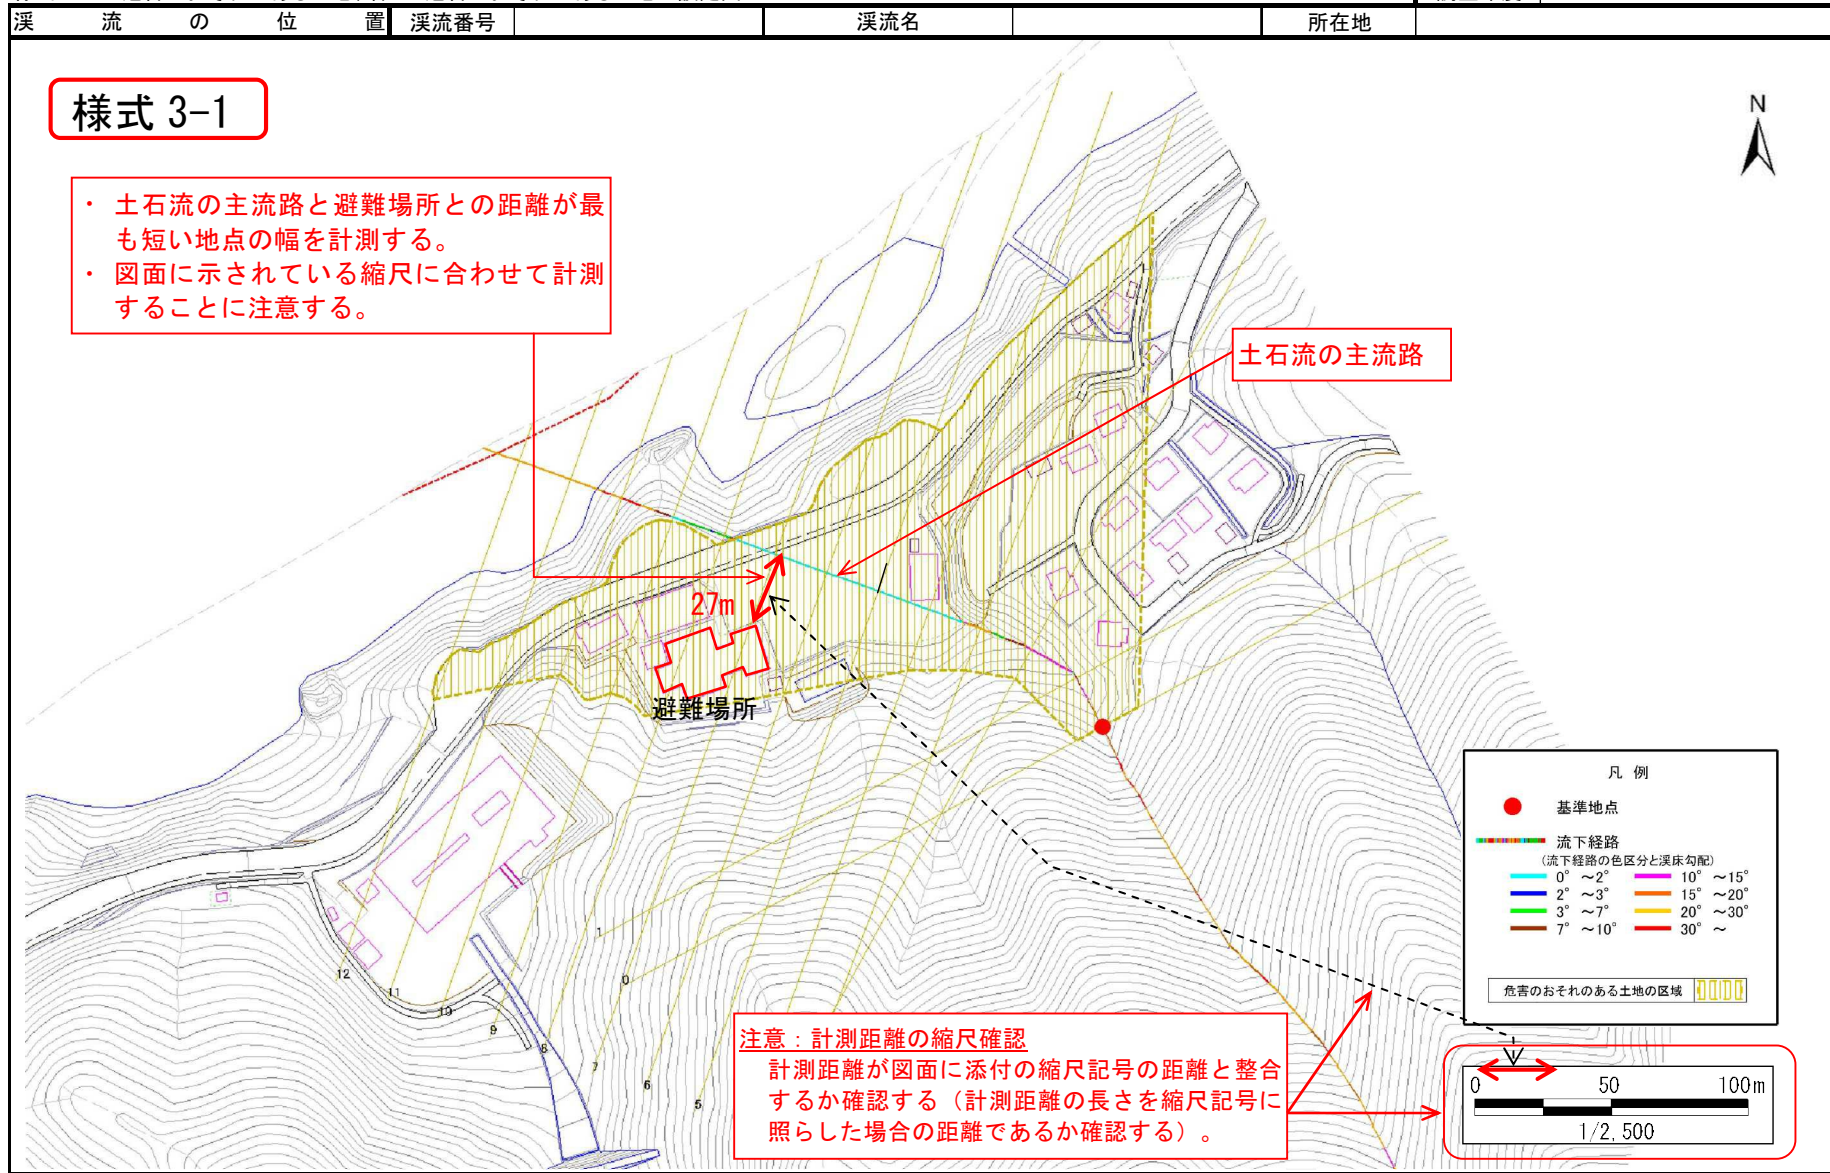 渓流の位置 渓流番号 渓流名 所在地
様式 3-1
N
・ 土石流の主流路と避難場所との距離が最
も短い地点の幅を計測する。
・ 図面に示されている縮尺に合わせて計測
することに注意する。
土石流の主流路
27m
避難場所
凡 例
基準地点
流下経路
(流下経路の色区分と渓床勾配)
0° ~2° 10° ~15°
2° ~3° 15° ~20°
3° ~7° 20° ~30°
7° ~10° 30° ~
危害のおそれのある土地の区域
1
0
12
11
10
9
8
7
6
5
注意：計測距離の縮尺確認
計測距離が図面に添付の縮尺記号の距離と整合
するか確認する（計測距離の長さを縮尺記号に
照らした場合の距離であるか確認する）。
0 50 100m
1/2,500